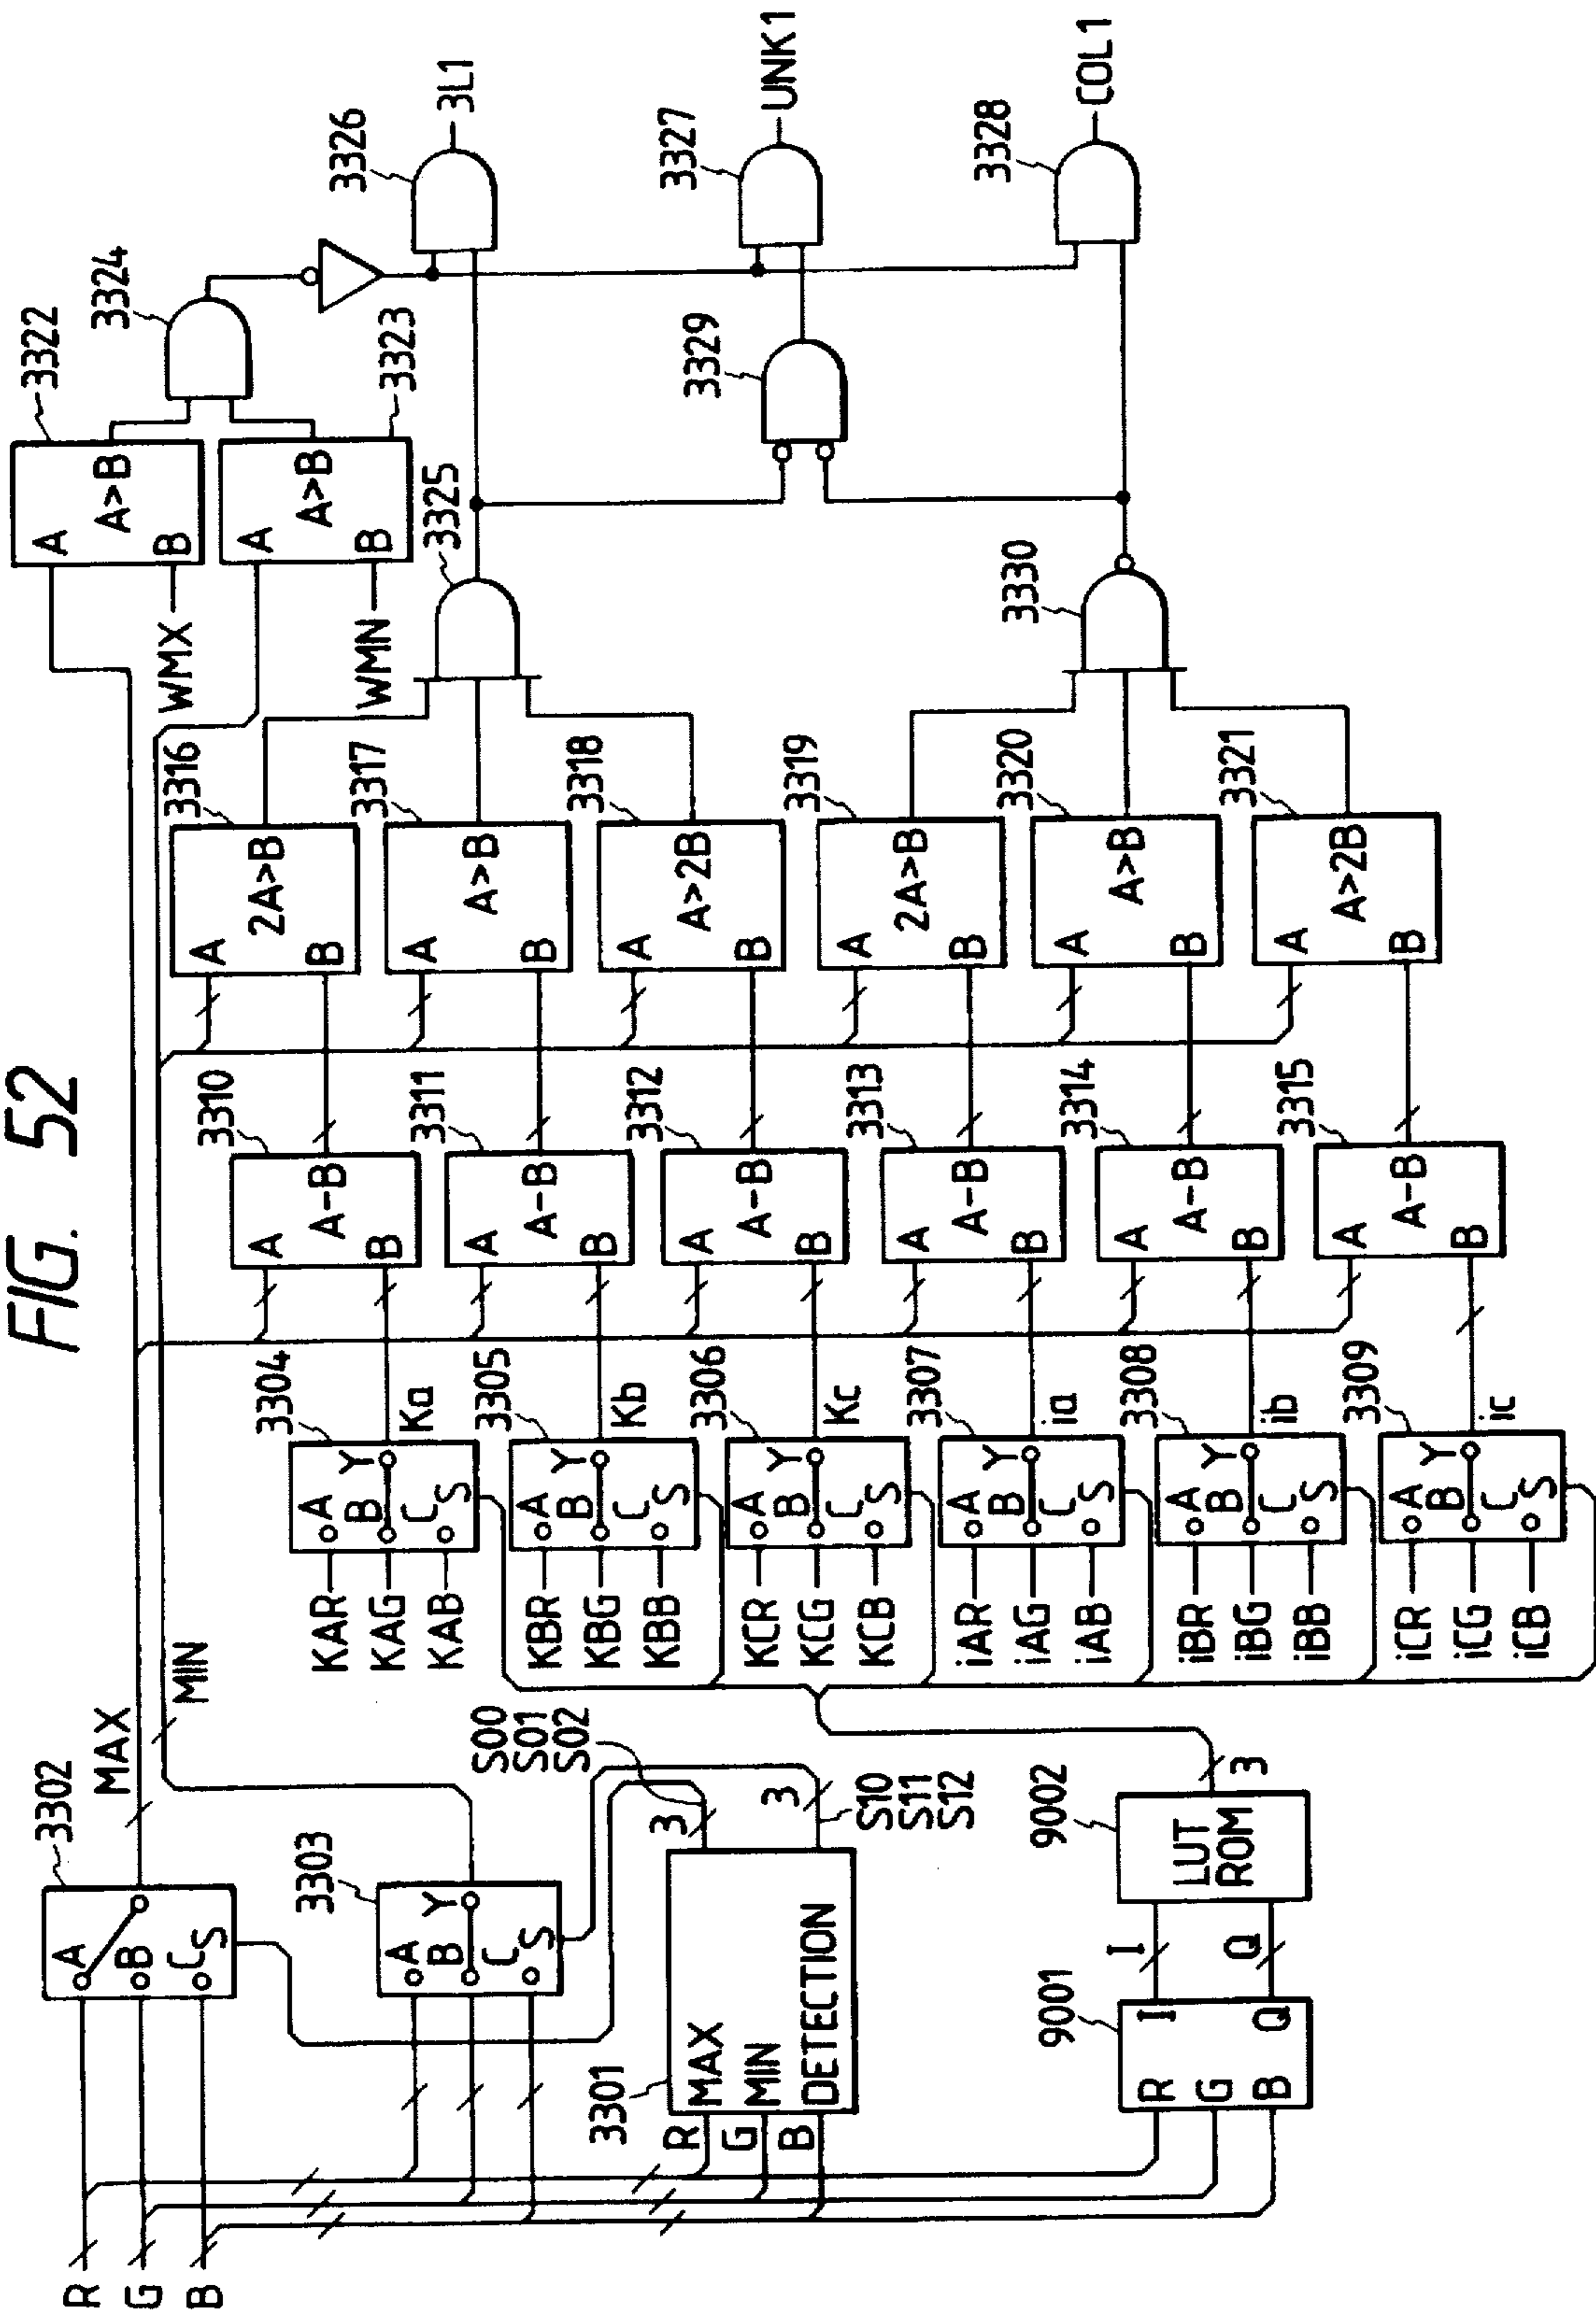 FIG. 52
R
G
B
3302
A
B
C
S
MAX
MIN
3303
A
B
C
S
Y
3301
R
G
B
MAX
MIN
DETECTION
3
3
S00
S01
S02
S10
S11
S12
9001
R
G
B
I
Q
I
Q
9002
LUT
ROM
3
KAR
KAG
KAB
3304
A
B
C
S
Y
Ka
KBR
KBG
KBB
3305
A
B
C
S
Y
Kb
KCR
KCG
KCB
3306
A
B
C
S
Y
Kc
iAR
iAG
iAB
3307
A
B
C
S
Y
ia
iBR
iBG
iBB
3308
A
B
C
S
Y
ib
iCR
iCG
iCB
3309
A
B
C
S
Y
ic
3310
A
B
A-B
3311
A
B
A-B
3312
A
B
A-B
3313
A
B
A-B
3314
A
B
A-B
3315
A
B
A-B
3316
A
B
2A>B
3317
A
B
A>B
3318
A
B
A>2B
3319
A
B
2A>B
3320
A
B
A>B
3321
A
B
A>2B
WMX
3322
A
B
A>B
WMN
3323
A
B
A>B
3324
3325
3330
3329
3326
3L1
3327
UNK1
3328
COL1